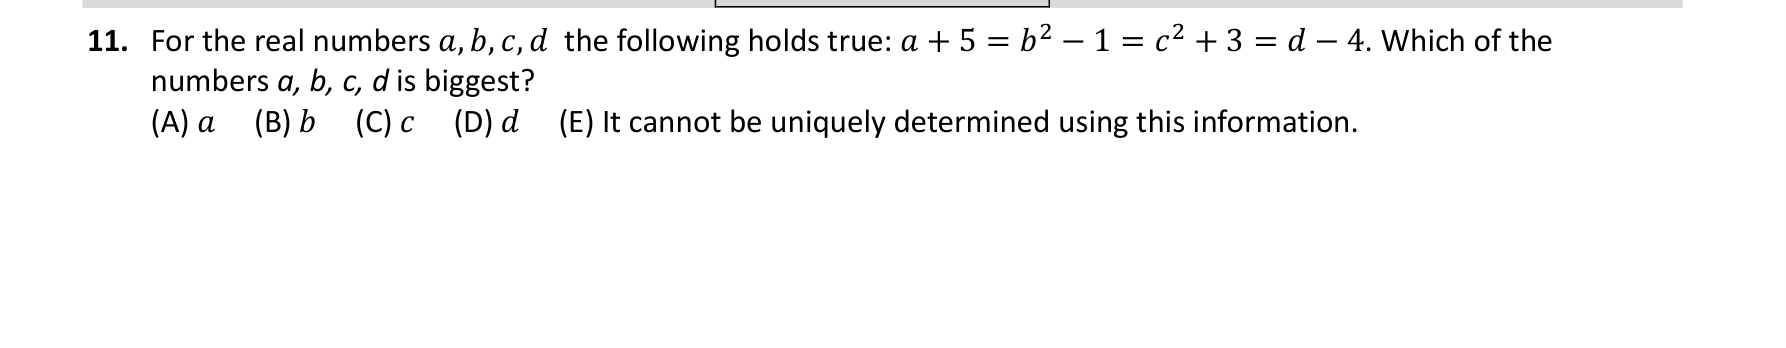 11. For the real numbers a, b, c, d the following holds true: a + 5 = b² − 1 = c² + 3 = d − 4. Which of the
numbers a, b, c, d is biggest?
(A) a (B) b (C) c (D) d (E) It cannot be uniquely determined using this information.